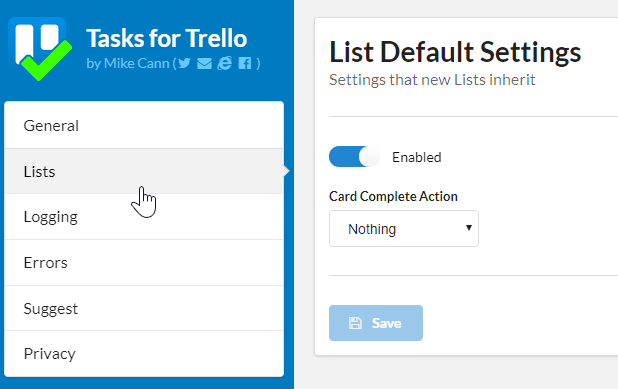 Tasks for Trello
by Mike Cann ( )
General
Lists
Logging
Errors
Suggest
Privacy
List Default Settings
Settings that new Lists inherit
Enabled
Card Complete Action
Nothing
Save